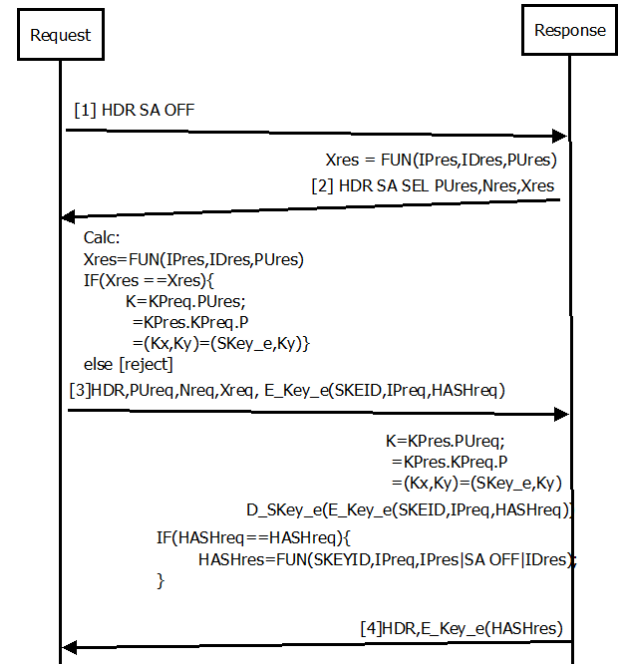 Request
Response
[1] HDR SA OFF
Xres = FUN(IPres,IDres,PUres)
[2] HDR SA SEL PUres,Nres,Xres
Calc:
Xres=FUN(IPres,IDres,PUres)
IF(Xres ==Xres){
K=KPreq.PUres;
=KPres.KPreq.P
=(Kx,Ky)=(SKey_e,Ky)}
else [reject]
[3]HDR,PUreq,Nreq,Xreq, E_Key_e(SKEID,IPreq,HASHreq)
K=KPres.PUreq;
=KPres.KPreq.P
=(Kx,Ky)=(SKey_e,Ky)
D_SKey_e(E_Key_e(SKEID,IPreq,HASHreq))
IF(HASHreq==HASHreq){
HASHres=FUN(SKEYID,IPreq,IPres|SA OFF|IDres);
}
[4]HDR,E_Key_e(HASHres)